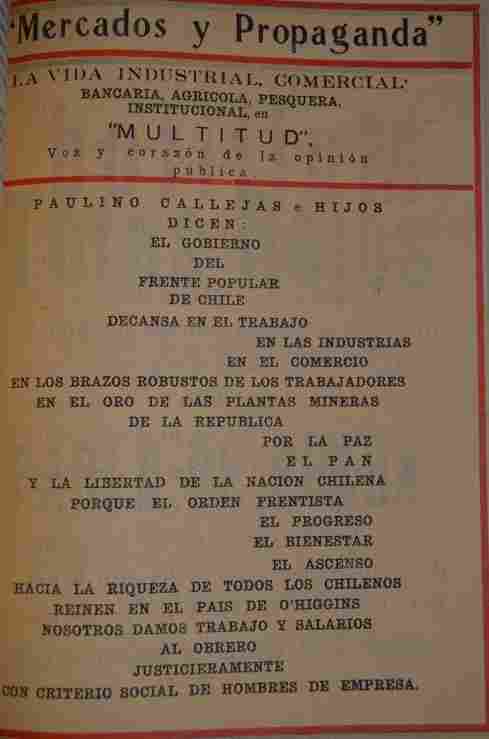 "Mercados y Propaganda"
LA VIDA INDUSTRIAL, COMERCIAL'
BANCARIA, AGRICOLA, PESQUERA,
INSTITUCIONAL, en
"MULTITUD",
Voz y corazón de la opinión
publica
PAULINO CALLEJAS e HIJOS
DICEN:
EL GOBIERNO
DEL
FRENTE POPULAR
DE CHILE
DECANSA EN EL TRABAJO
EN LAS INDUSTRIAS
EN EL COMERCIO
EN LOS BRAZOS ROBUSTOS DE LOS TRABAJADORES
EN EL ORO DE LAS PLANTAS MINERAS
DE LA REPUBLICA
POR LA PAZ
EL PAN
Y LA LIBERTAD DE LA NACION CHILENA
PORQUE EL ORDEN FRENTISTA
EL PROGRESO
EL BIENESTAR
EL ASCENSO
HACIA LA RIQUEZA DE TODOS LOS CHILENOS
REINEN EN EL PAIS DE O'HIGGINS
NOSOTROS DAMOS TRABAJO Y SALARIOS
AL OBRERO
JUSTICIERAMENTE
CON CRITERIO SOCIAL DE HOMBRES DE EMPRESA.